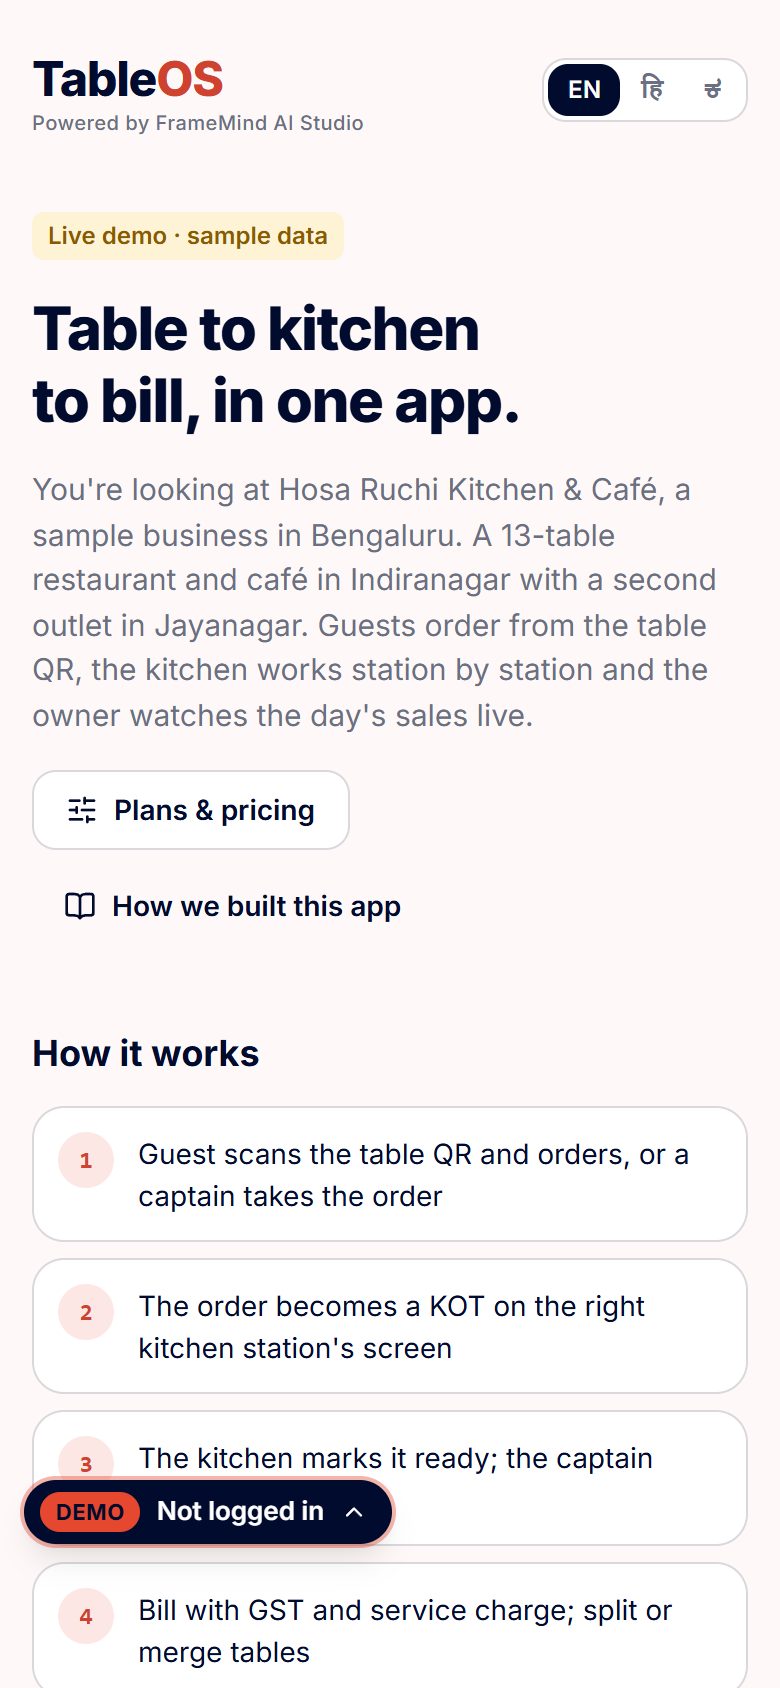 TableOS
Powered by FrameMind AI Studio
EN हि ಕ
Live demo · sample data
Table to kitchen
to bill, in one app.
You're looking at Hosa Ruchi Kitchen & Café, a
sample business in Bengaluru. A 13-table
restaurant and café in Indiranagar with a second
outlet in Jayanagar. Guests order from the table
QR, the kitchen works station by station and the
owner watches the day's sales live.
Plans & pricing
How we built this app
How it works
1 Guest scans the table QR and orders, or a
captain takes the order
2 The order becomes a KOT on the right
kitchen station's screen
3 The kitchen marks it ready; the captain
DEMO Not logged in
4 Bill with GST and service charge; split or
merge tables